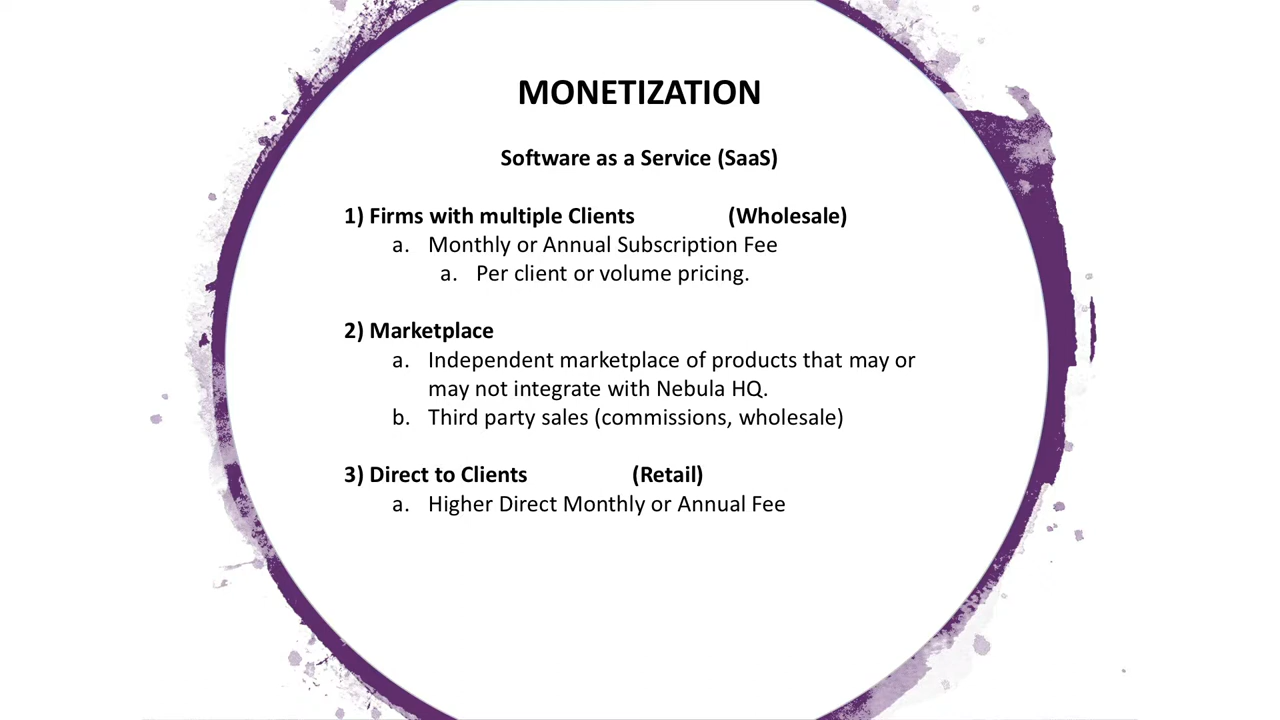 MONETIZATION
Software as a Service (SaaS)
1) Firms with multiple Clients (Wholesale)
a. Monthly or Annual Subscription Fee
a. Per client or volume pricing.
2) Marketplace
a. Independent marketplace of products that may or
may not integrate with Nebula HQ.
b. Third party sales (commissions, wholesale)
3) Direct to Clients (Retail)
a. Higher Direct Monthly or Annual Fee